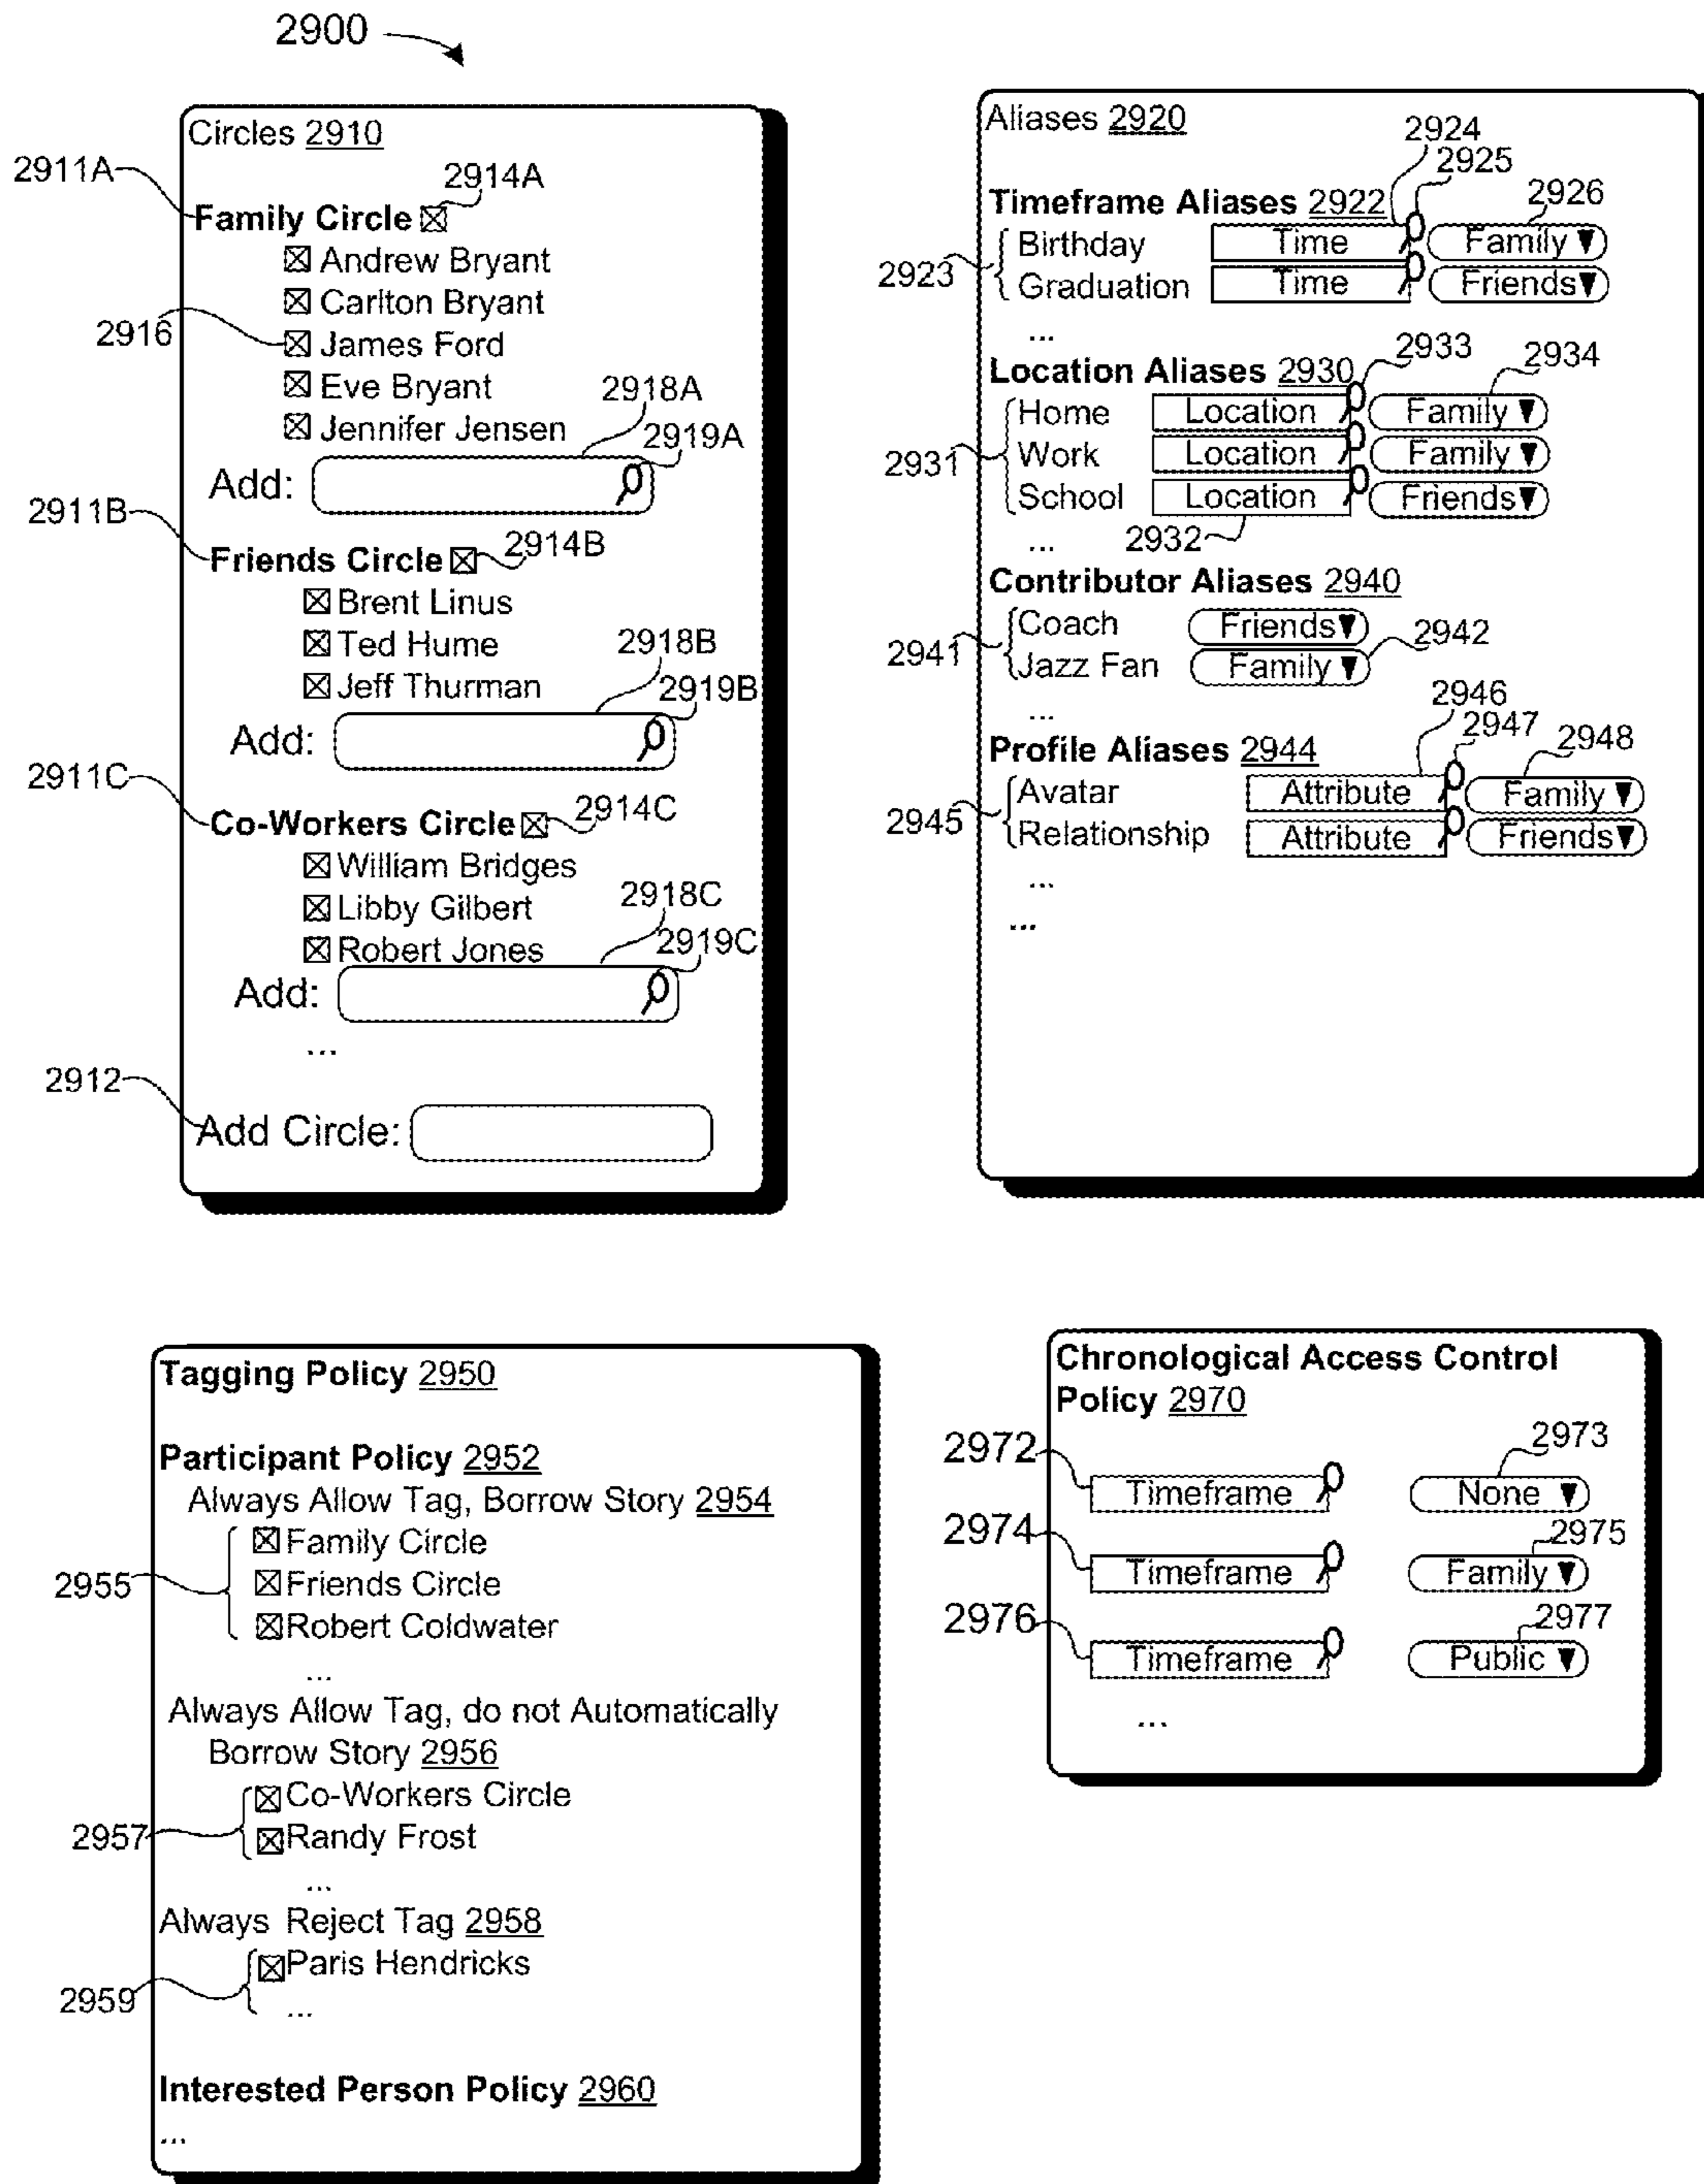 2900
Circles 2910
2911A
2914A
Family Circle
Andrew Bryant
Carlton Bryant
2916
James Ford
Eve Bryant
2918A
Jennifer Jensen
2919A
Add:
2911B
2914B
Friends Circle
Brent Linus
Ted Hume
2918B
Jeff Thurman
2919B
Add:
2911C
2914C
Co-Workers Circle
William Bridges
Libby Gilbert
2918C
Robert Jones
2919C
Add:
...
2912
Add Circle:
Aliases 2920
2924
2925
2926
Timeframe Aliases 2922
2923
Birthday Time Family ▼
Graduation Time Friends ▼
...
2933
2934
Location Aliases 2930
Home Location Family ▼
2931
Work Location Family ▼
School Location Friends ▼
... 2932
Contributor Aliases 2940
Coach Friends ▼
2941
2942
Jazz Fan Family ▼
...
2946
2947
2948
Profile Aliases 2944
Avatar Attribute Family ▼
2945
Relationship Attribute Friends ▼
...
...
Tagging Policy 2950
Participant Policy 2952
Always Allow Tag, Borrow Story 2954
Family Circle
2955
Friends Circle
Robert Coldwater
...
Always Allow Tag, do not Automatically
Borrow Story 2956
Co-Workers Circle
2957
Randy Frost
...
Always Reject Tag 2958
Paris Hendricks
2959
...
Interested Person Policy 2960
...
Chronological Access Control
Policy 2970
2972
2973
Timeframe None ▼
2974
2975
Timeframe Family ▼
2976
2977
Timeframe Public ▼
...